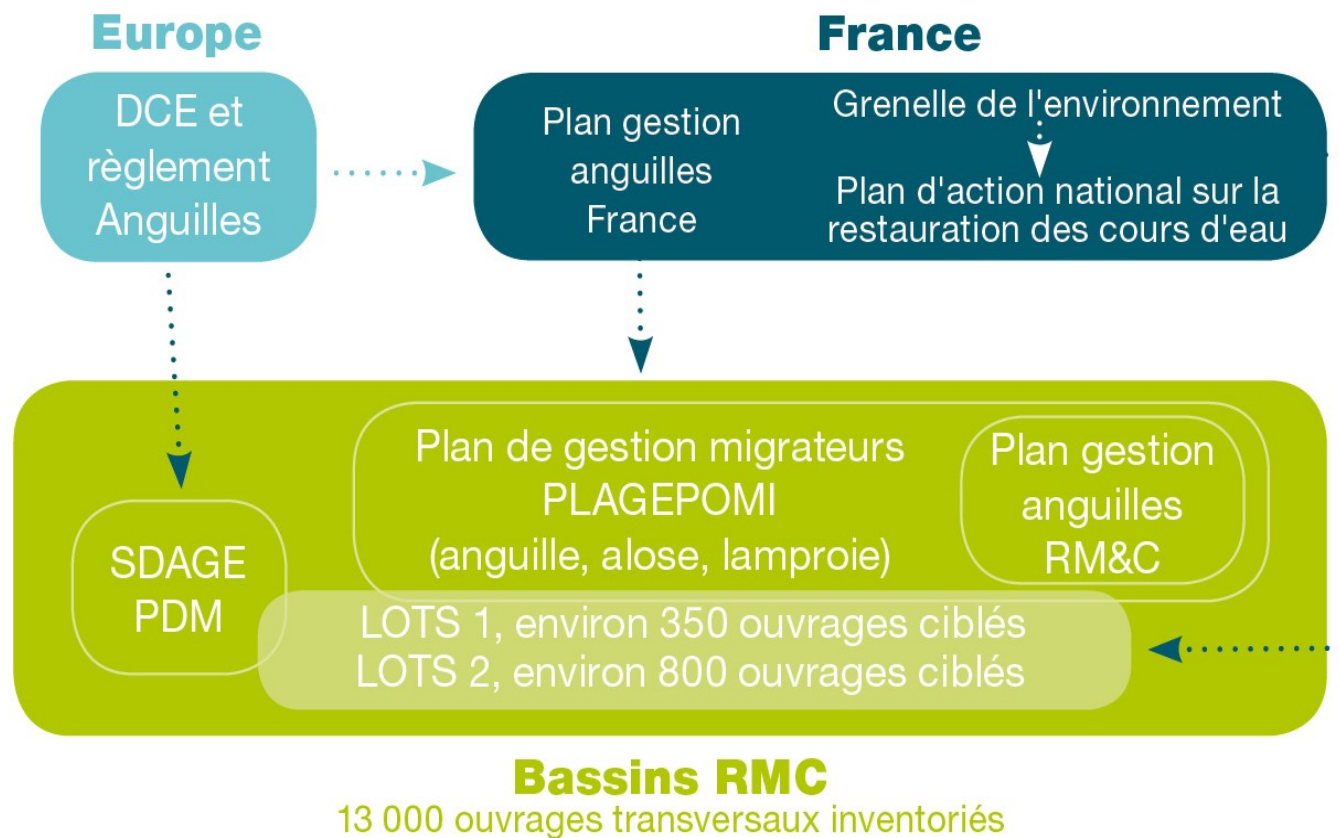 Europe
DCE et
règlement
Anguilles
France
Plan gestion
anguilles
France
Grenelle de l'environnement
Plan d'action national sur la
restauration des cours d'eau
SDAGE
PDM
Plan de gestion migrateurs
PLAGEPOMI
(anguille, alose, lamproie)
Plan gestion
anguilles
RM&C
LOTS 1, environ 350 ouvrages ciblés
LOTS 2, environ 800 ouvrages ciblés
Bassins RMC
13 000 ouvrages transversaux inventoriés